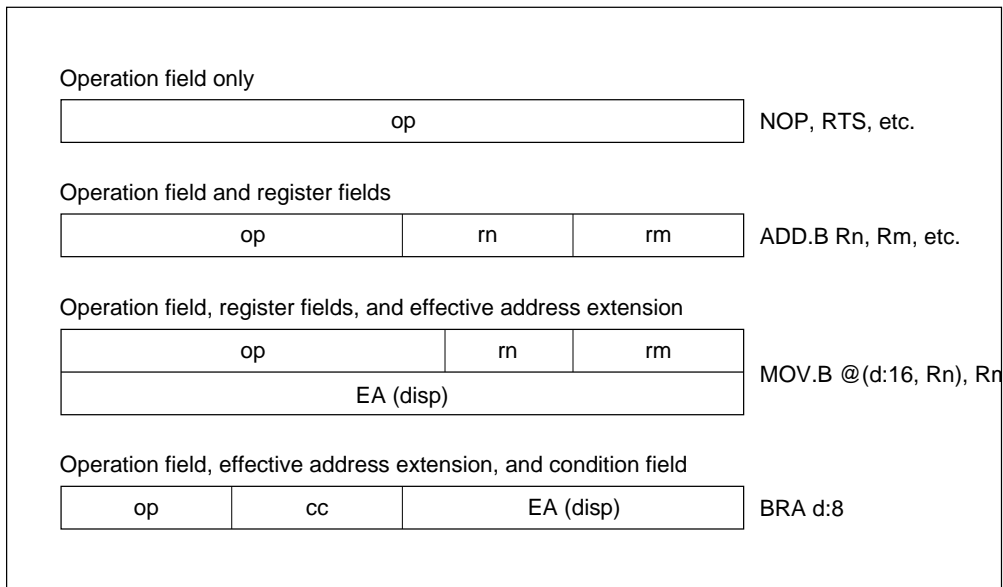 Operation field only
op
NOP, RTS, etc.
Operation field and register fields
op rn rm
ADD.B Rn, Rm, etc.
Operation field, register fields, and effective address extension
op rn rm
EA (disp)
MOV.B @(d:16, Rn), Rm
Operation field, effective address extension, and condition field
op cc EA (disp)
BRA d:8